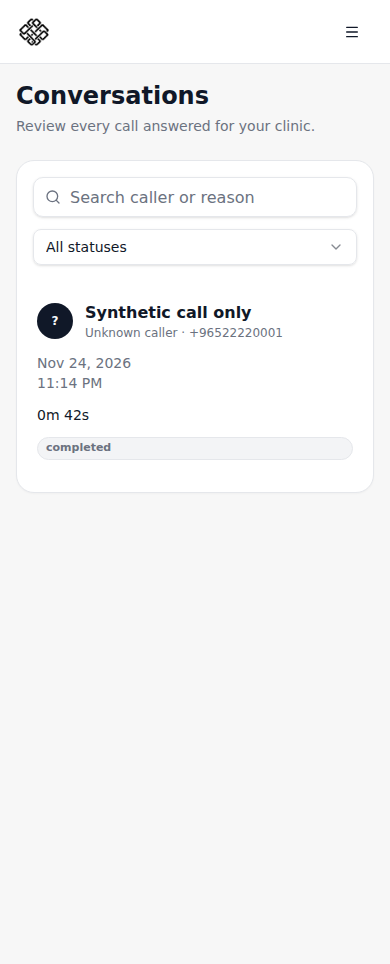 Conversations
Review every call answered for your clinic.
Search caller or reason
All statuses
?
Synthetic call only
Unknown caller · +96522220001
Nov 24, 2026
11:14 PM
0m 42s
completed